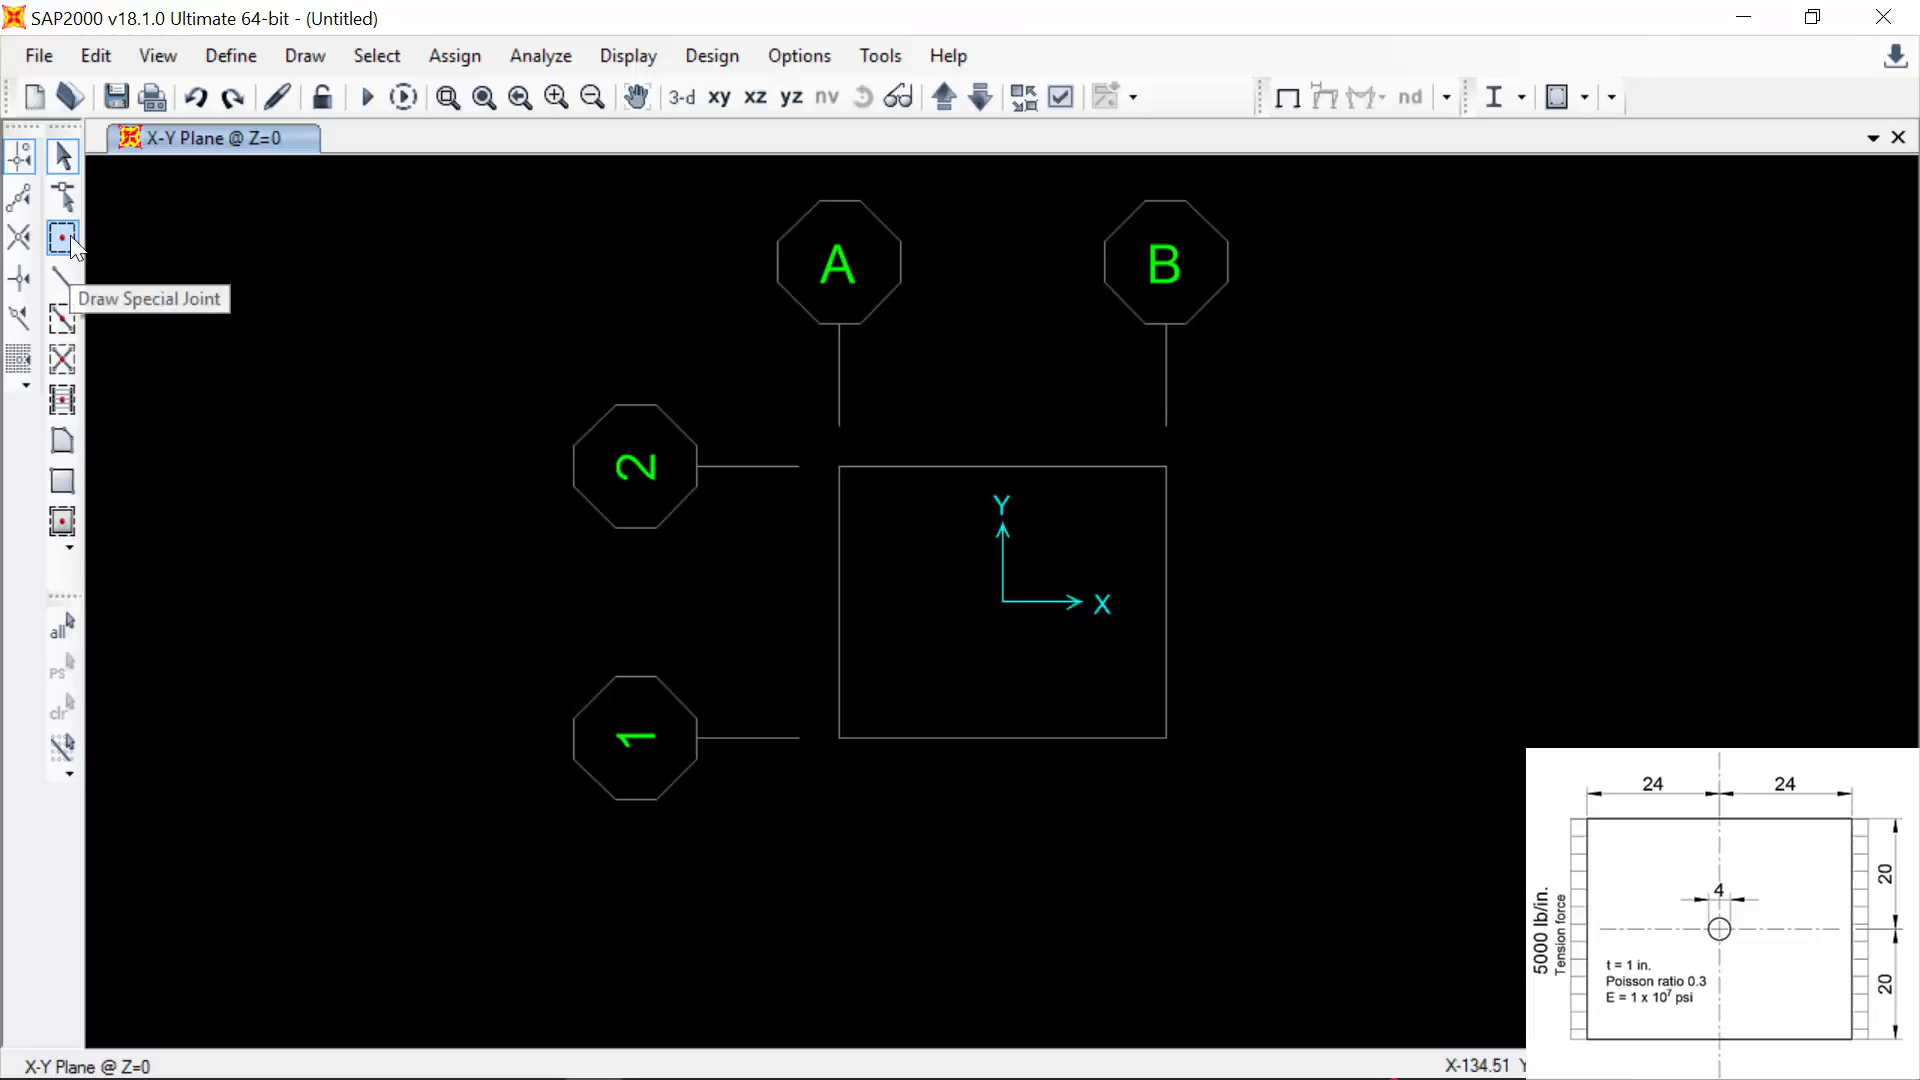 SAP2000 v18.1.0 Ultimate 64-bit - (Untitled)
File Edit View Define Draw Select Assign Analyze Display Design Options Tools Help
3-d xy xz yz nv nd
X-Y Plane @ Z=0
A B
Draw Special Joint
2
Y
X
1
all
ps
clr
24 24
4
20
20
5000 lb/in.
Tension force
t = 1 in.
Poisson ratio 0.3
E = 1 x 10⁷ psi
X-Y Plane @ Z=0
X-134.51 Y